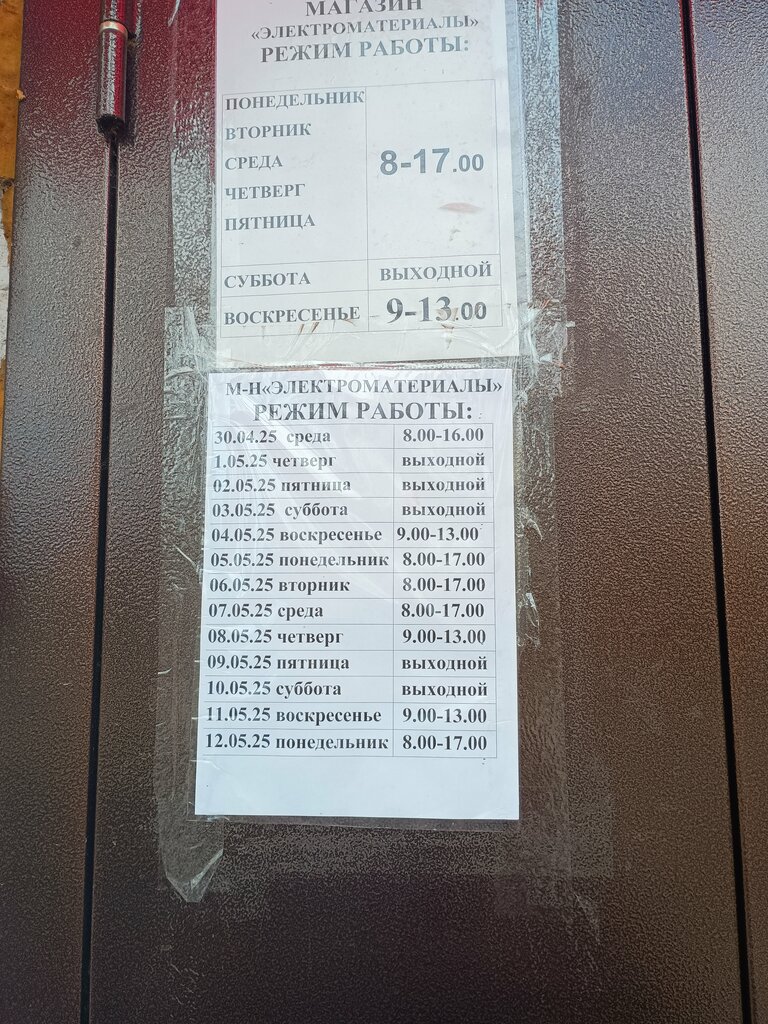 МАГАЗИН
«ЭЛЕКТРОМАТЕРИАЛЫ»
РЕЖИМ РАБОТЫ:
ПОНЕДЕЛЬНИК
ВТОРНИК
СРЕДА 8-17.00
ЧЕТВЕРГ
ПЯТНИЦА
СУББОТА ВЫХОДНОЙ
ВОСКРЕСЕНЬЕ 9-13.00
М-Н«ЭЛЕКТРОМАТЕРИАЛЫ»
РЕЖИМ РАБОТЫ:
30.04.25 среда 8.00-16.00
1.05.25 четверг выходной
02.05.25 пятница выходной
03.05.25 суббота выходной
04.05.25 воскресенье 9.00-13.00
05.05.25 понедельник 8.00-17.00
06.05.25 вторник 8.00-17.00
07.05.25 среда 8.00-17.00
08.05.25 четверг 9.00-13.00
09.05.25 пятница выходной
10.05.25 суббота выходной
11.05.25 воскресенье 9.00-13.00
12.05.25 понедельник 8.00-17.00